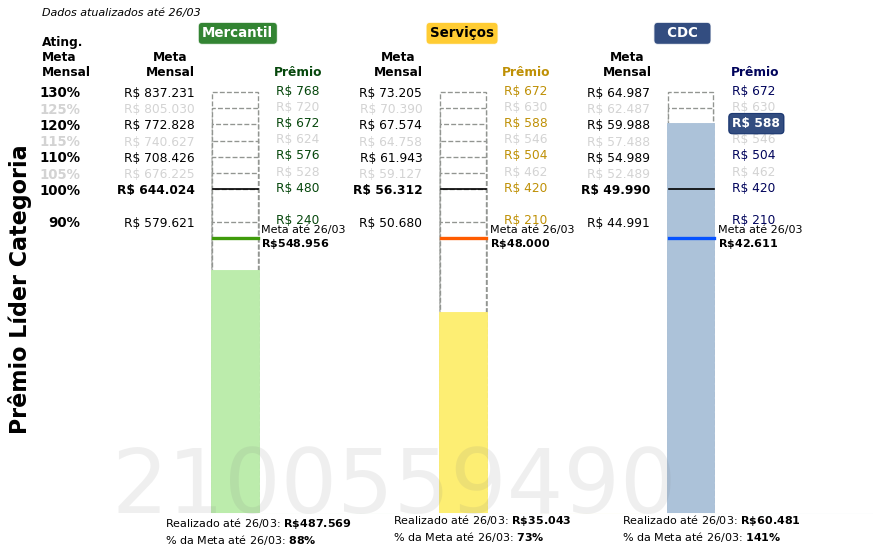 Dados atualizados até 26/03
Mercantil Serviços CDC
Ating.
Meta
Mensal
Meta
Mensal Prêmio Meta
Mensal Prêmio Meta
Mensal Prêmio
130% R$ 837.231 R$ 768 R$ 73.205 R$ 672 R$ 64.987 R$ 672
125% R$ 805.030 R$ 720 R$ 70.390 R$ 630 R$ 62.487 R$ 630
120% R$ 772.828 R$ 672 R$ 67.574 R$ 588 R$ 59.988 R$ 588
115% R$ 740.627 R$ 624 R$ 64.758 R$ 546 R$ 57.488 R$ 546
110% R$ 708.426 R$ 576 R$ 61.943 R$ 504 R$ 54.989 R$ 504
105% R$ 676.225 R$ 528 R$ 59.127 R$ 462 R$ 52.489 R$ 462
100% R$ 644.024 R$ 480 R$ 56.312 R$ 420 R$ 49.990 R$ 420
90% R$ 579.621 R$ 240 R$ 50.680 R$ 210 R$ 44.991 R$ 210
Meta até 26/03 Meta até 26/03 Meta até 26/03
R$548.956 R$48.000 R$42.611
Prêmio Líder Categoria
2100559490
Realizado até 26/03: R$487.569 Realizado até 26/03: R$35.043 Realizado até 26/03: R$60.481
% da Meta até 26/03: 88% % da Meta até 26/03: 73% % da Meta até 26/03: 141%